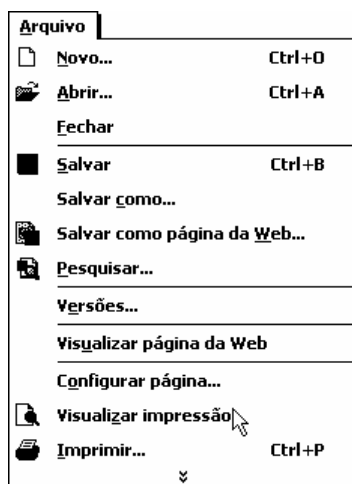 Arquivo
Novo... Ctrl+O
Abrir... Ctrl+A
Fechar
Salvar Ctrl+B
Salvar como...
Salvar como página da Web...
Pesquisar...
Versões...
Visualizar página da Web
Configurar página...
Visualizar impressão
Imprimir... Ctrl+P